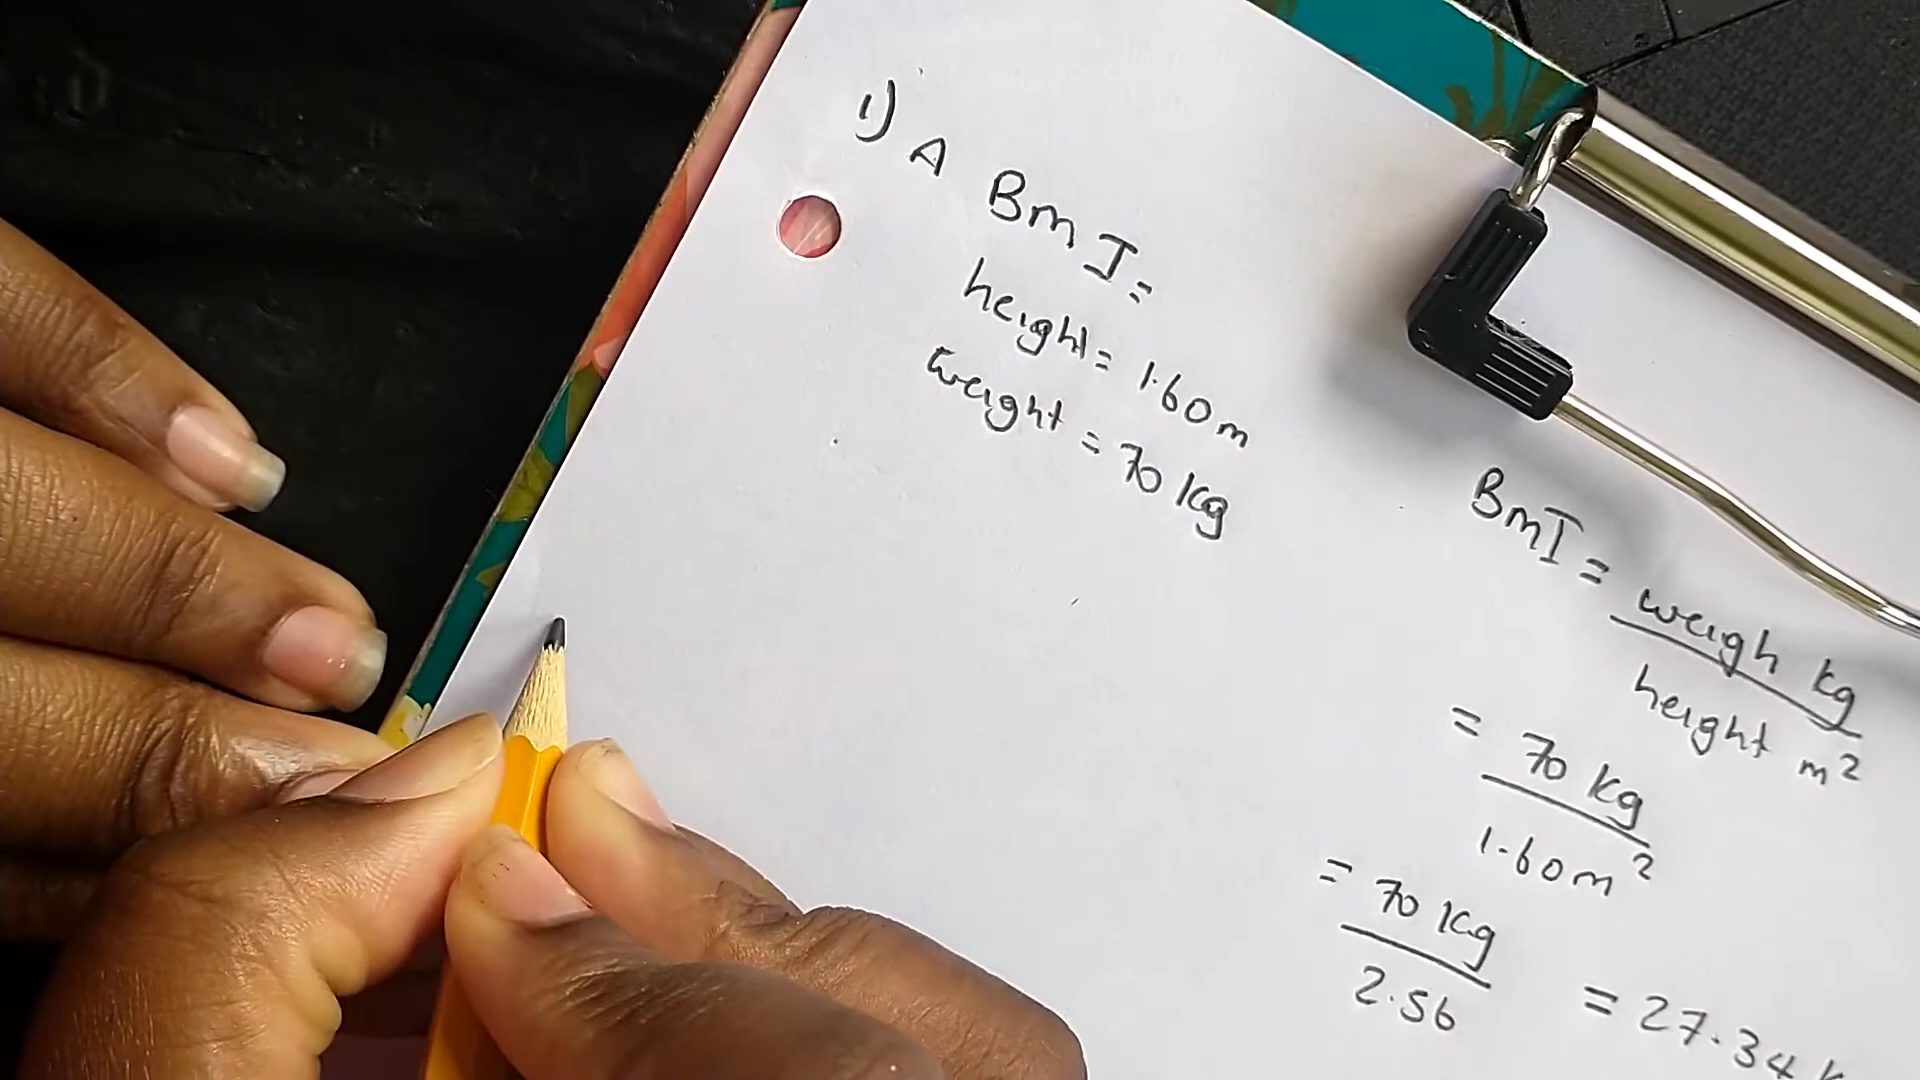 1) A BmI =
height = 1.60m
weight = 70 kg
BmI = weigh kg
height m²
= 70 kg
1.60m²
= 70 kg
2.56
= 27.34